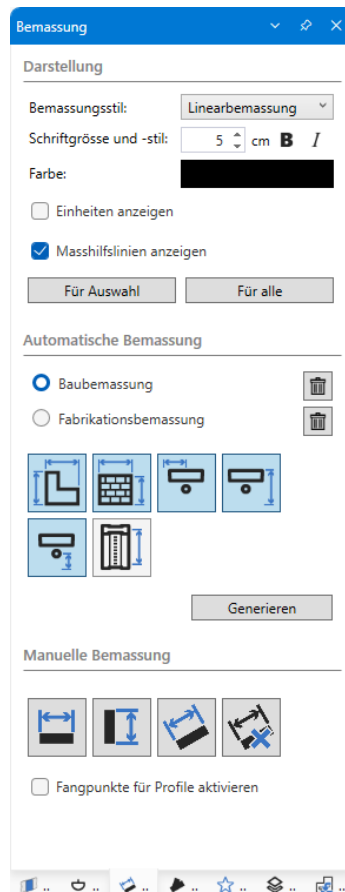 Bemassung
Darstellung
Bemassungsstil: Linearbemassung
Schriftgrösse und -stil: 5 cm B I
Farbe:
Einheiten anzeigen
Masshilfslinien anzeigen
Für Auswahl Für alle
Automatische Bemassung
Baubemassung
Fabrikationsbemassung
Generieren
Manuelle Bemassung
Fangpunkte für Profile aktivieren
.. .. .. .. .. .. ..